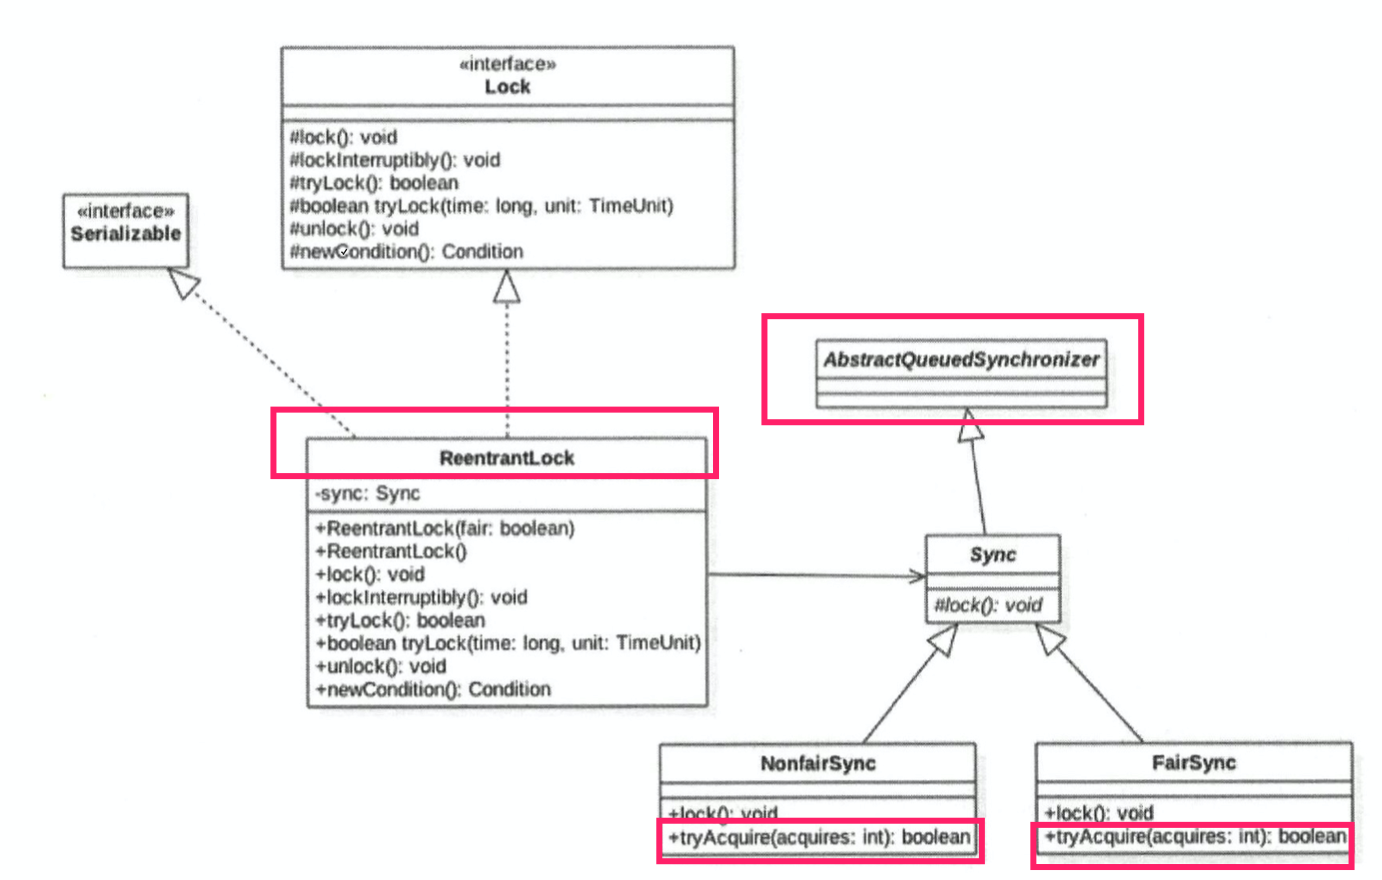 «interface»
Lock
#lock(): void
#lockInterruptibly(): void
#tryLock(): boolean
#boolean tryLock(time: long, unit: TimeUnit)
#unlock(): void
#newCondition(): Condition
«interface»
Serializable
AbstractQueuedSynchronizer
ReentrantLock
-sync: Sync
+ReentrantLock(fair: boolean)
+ReentrantLock()
+lock(): void
+lockInterruptibly(): void
+tryLock(): boolean
+boolean tryLock(time: long, unit: TimeUnit)
+unlock(): void
+newCondition(): Condition
Sync
#lock(): void
NonfairSync
+lock(): void
+tryAcquire(acquires: int): boolean
FairSync
+lock(): void
+tryAcquire(acquires: int): boolean